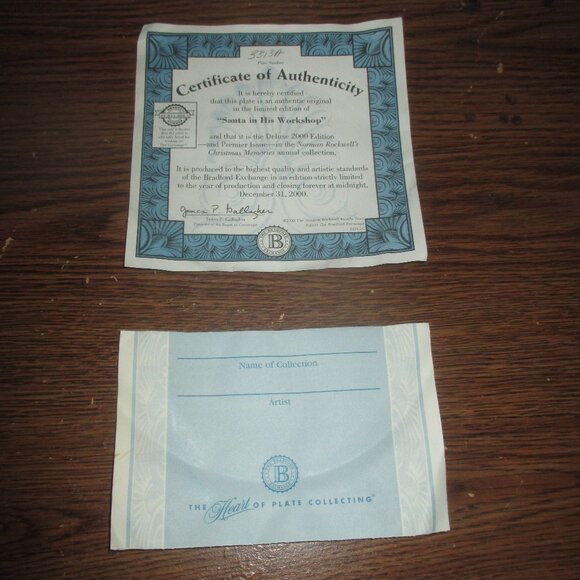 3313A
Plate Number
Certificate of Authenticity
It is hereby certified
that this plate is an authentic original
in the limited edition of
"Santa in His Workshop"
and that it is the Deluxe 2000 Edition
—and Premier Issue—in the Norman Rockwell's
Christmas Memories annual collection.
It is produced to the highest quality and artistic standards
of the Bradford Exchange in an edition strictly limited
to the year of production and closing forever at midnight,
December 31, 2000.
James P. Gallagher
B
Name of Collection
Artist
B
THE Heart OF PLATE COLLECTING®